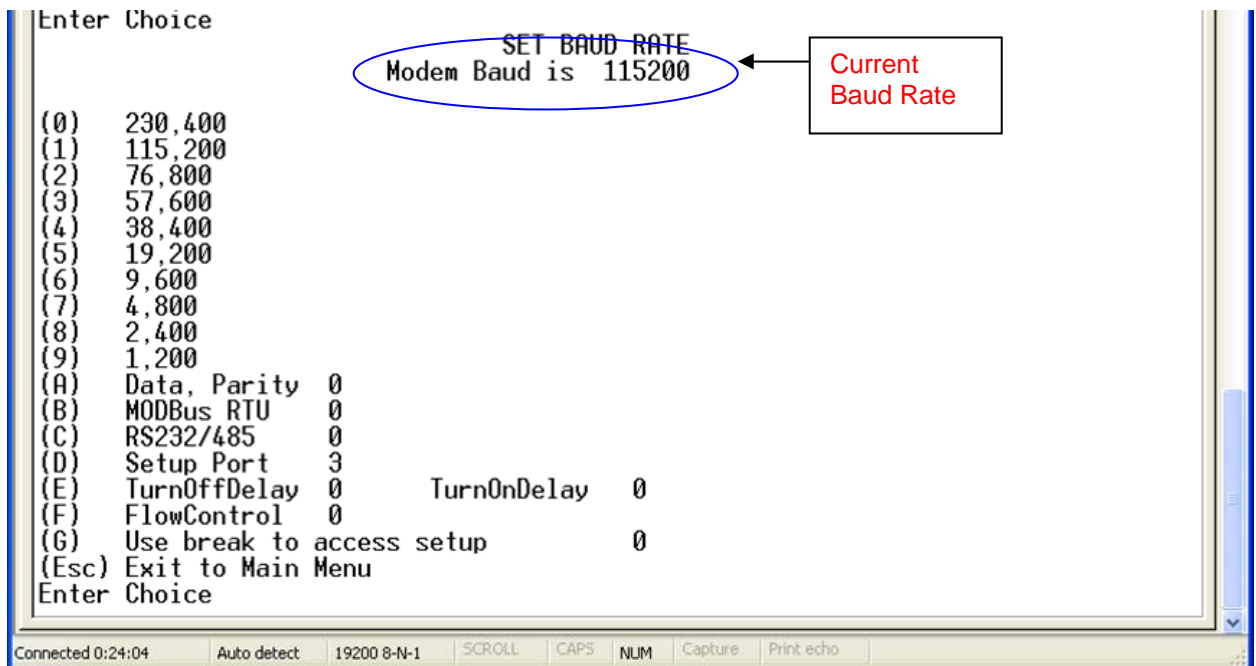 Enter Choice
SET BAUD RATE
Modem Baud is 115200
Current
Baud Rate
(0) 230,400
(1) 115,200
(2) 76,800
(3) 57,600
(4) 38,400
(5) 19,200
(6) 9,600
(7) 4,800
(8) 2,400
(9) 1,200
(A) Data, Parity 0
(B) MODBus RTU 0
(C) RS232/485 0
(D) Setup Port 3
(E) TurnOffDelay 0 TurnOnDelay 0
(F) FlowControl 0
(G) Use break to access setup 0
(Esc) Exit to Main Menu
Enter Choice
Connected 0:24:04 Auto detect 19200 8-N-1 SCROLL CAPS NUM Capture Print echo